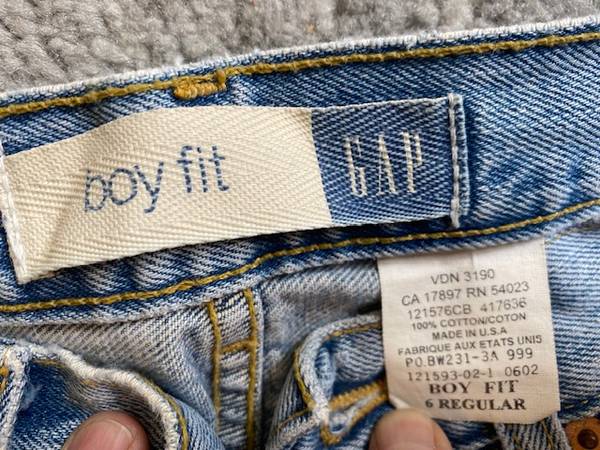 boy fit
GAP
VDN 3190
CA 17897 RN 54023
121576CB 417636
100% COTTON/COTON
MADE IN U.S.A
FABRIQUE AUX ETATS UNIS
PO.BW231-3A 999
121593-02-1 0602
BOY FIT
6 REGULAR